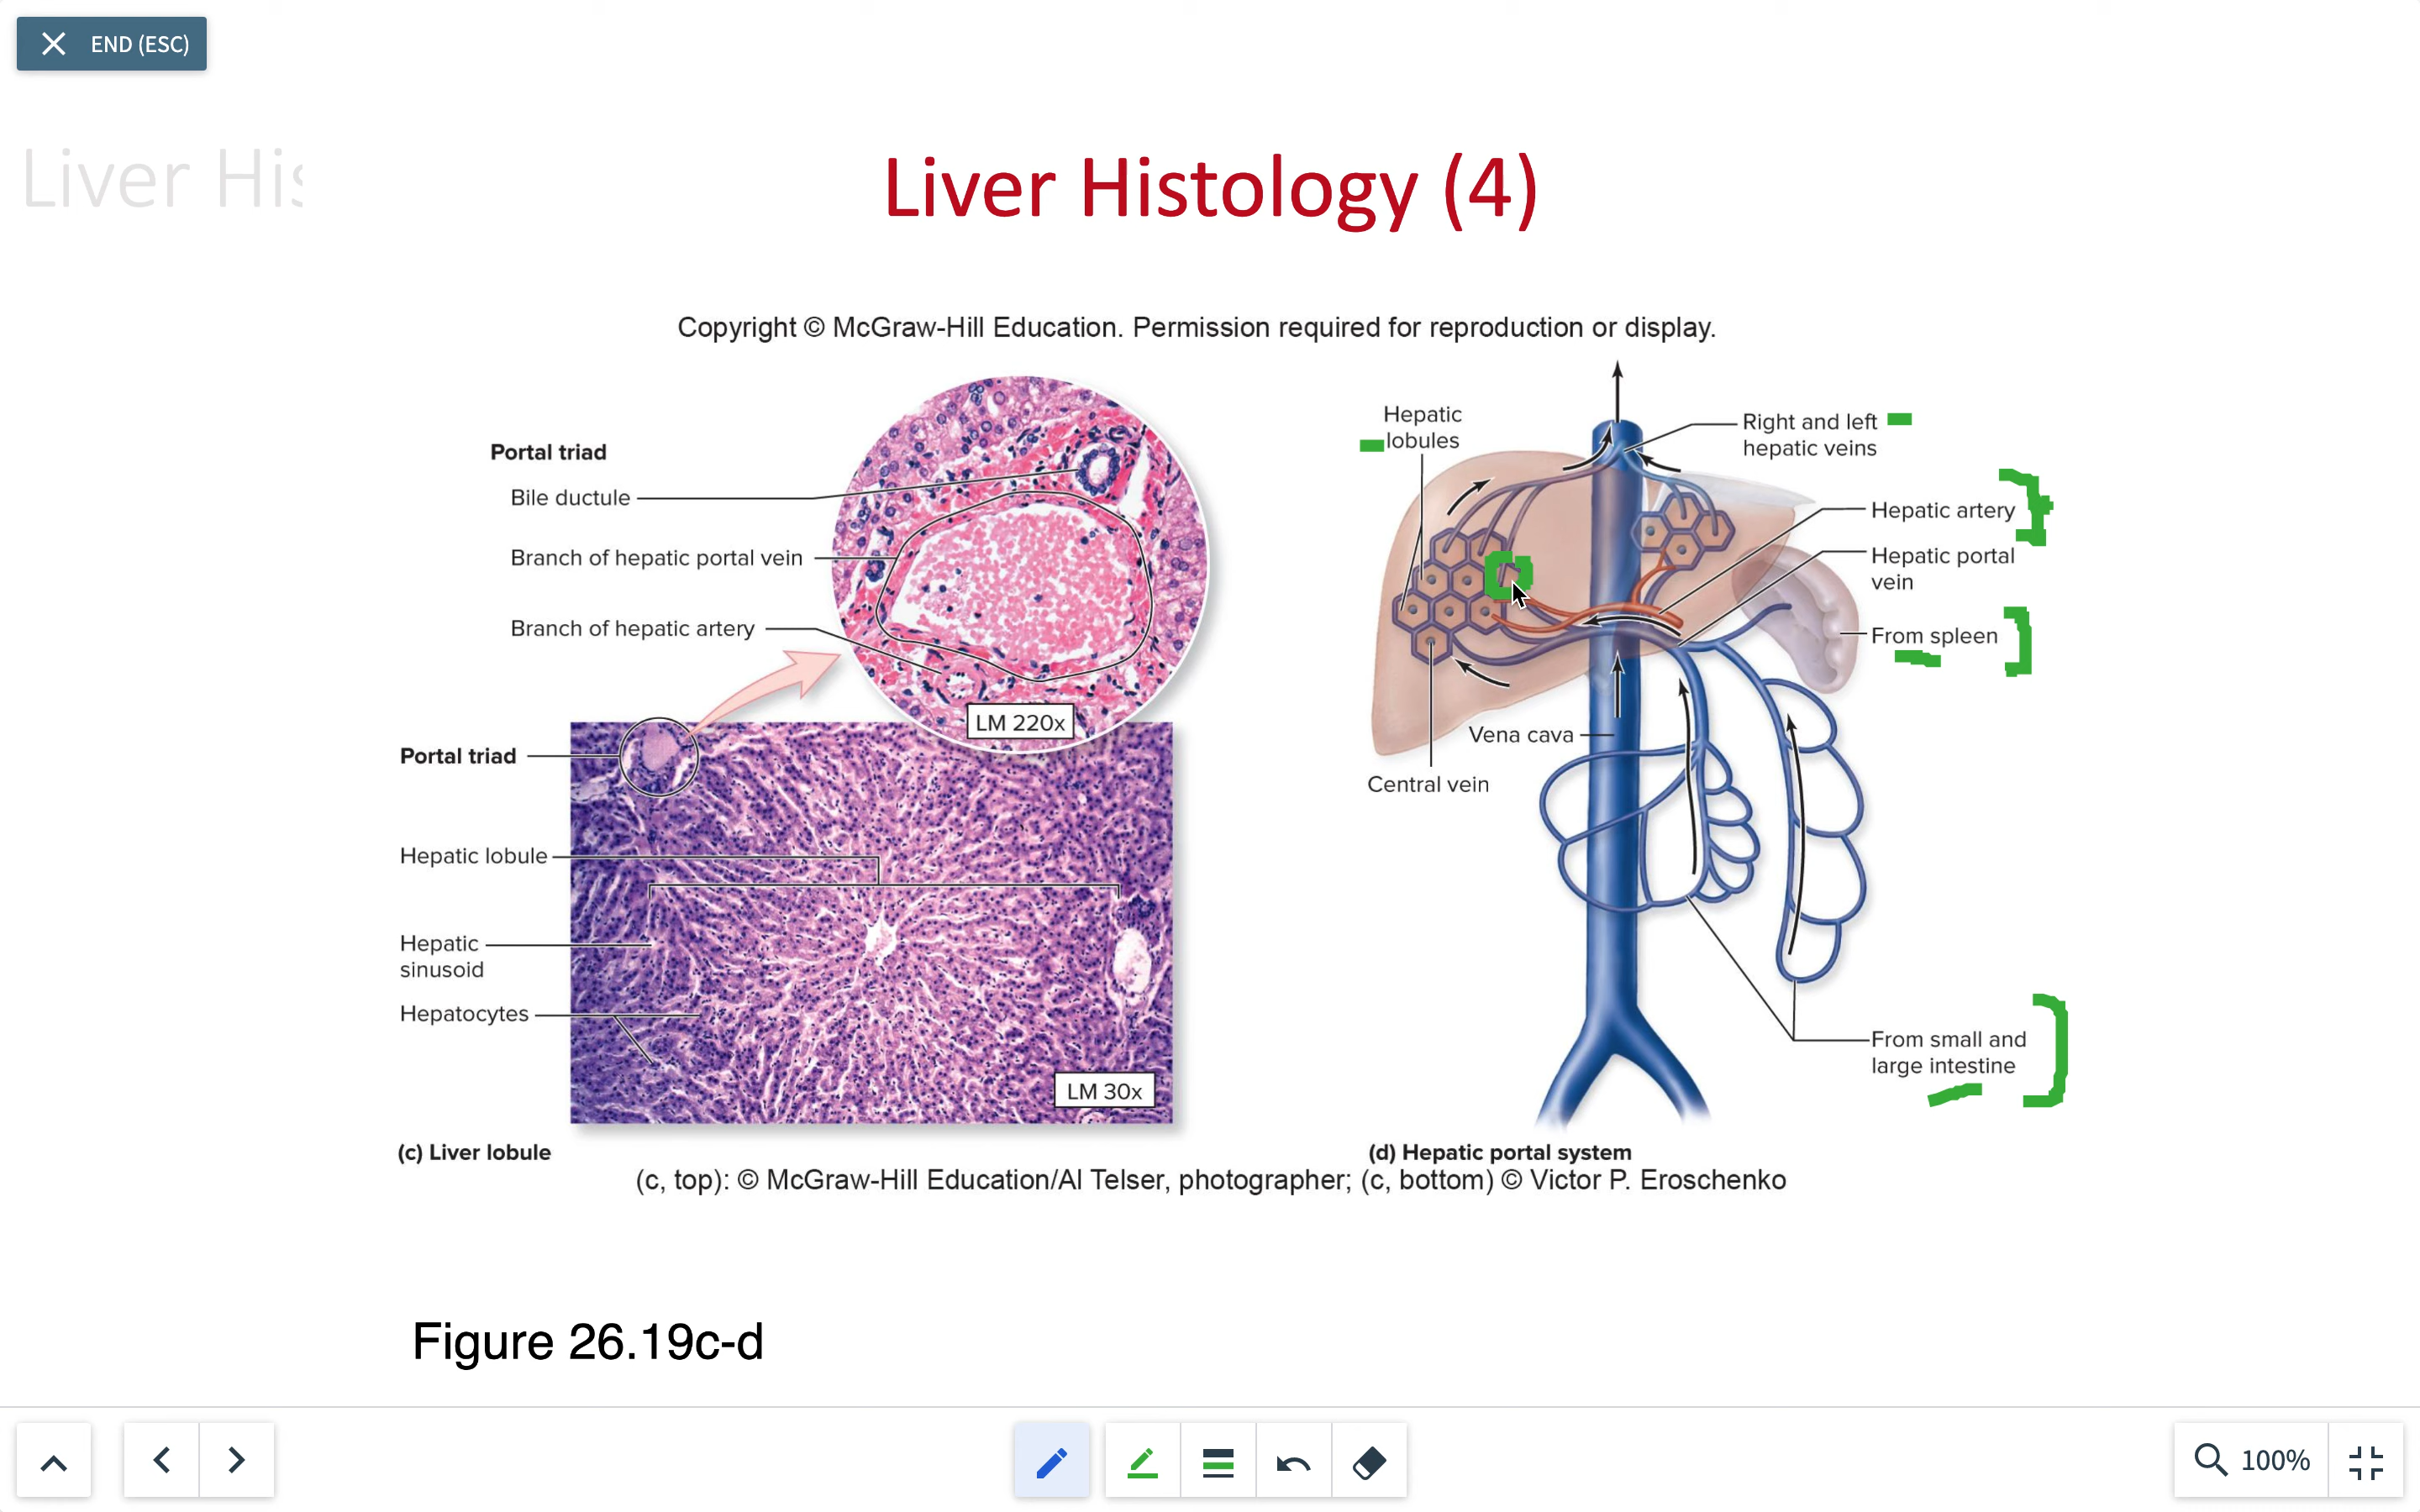 END (ESC)
Liver His
Liver Histology (4)
Copyright © McGraw-Hill Education. Permission required for reproduction or display.
Portal triad
Bile ductule
Branch of hepatic portal vein
Branch of hepatic artery
LM 220x
Portal triad
Hepatic lobule
Hepatic
sinusoid
Hepatocytes
LM 30x
(c) Liver lobule
Hepatic
lobules
Right and left
hepatic veins
Hepatic artery
Hepatic portal
vein
From spleen
Vena cava
Central vein
From small and
large intestine
(d) Hepatic portal system
(c, top): © McGraw-Hill Education/Al Telser, photographer; (c, bottom) © Victor P. Eroschenko
Figure 26.19c-d
100%